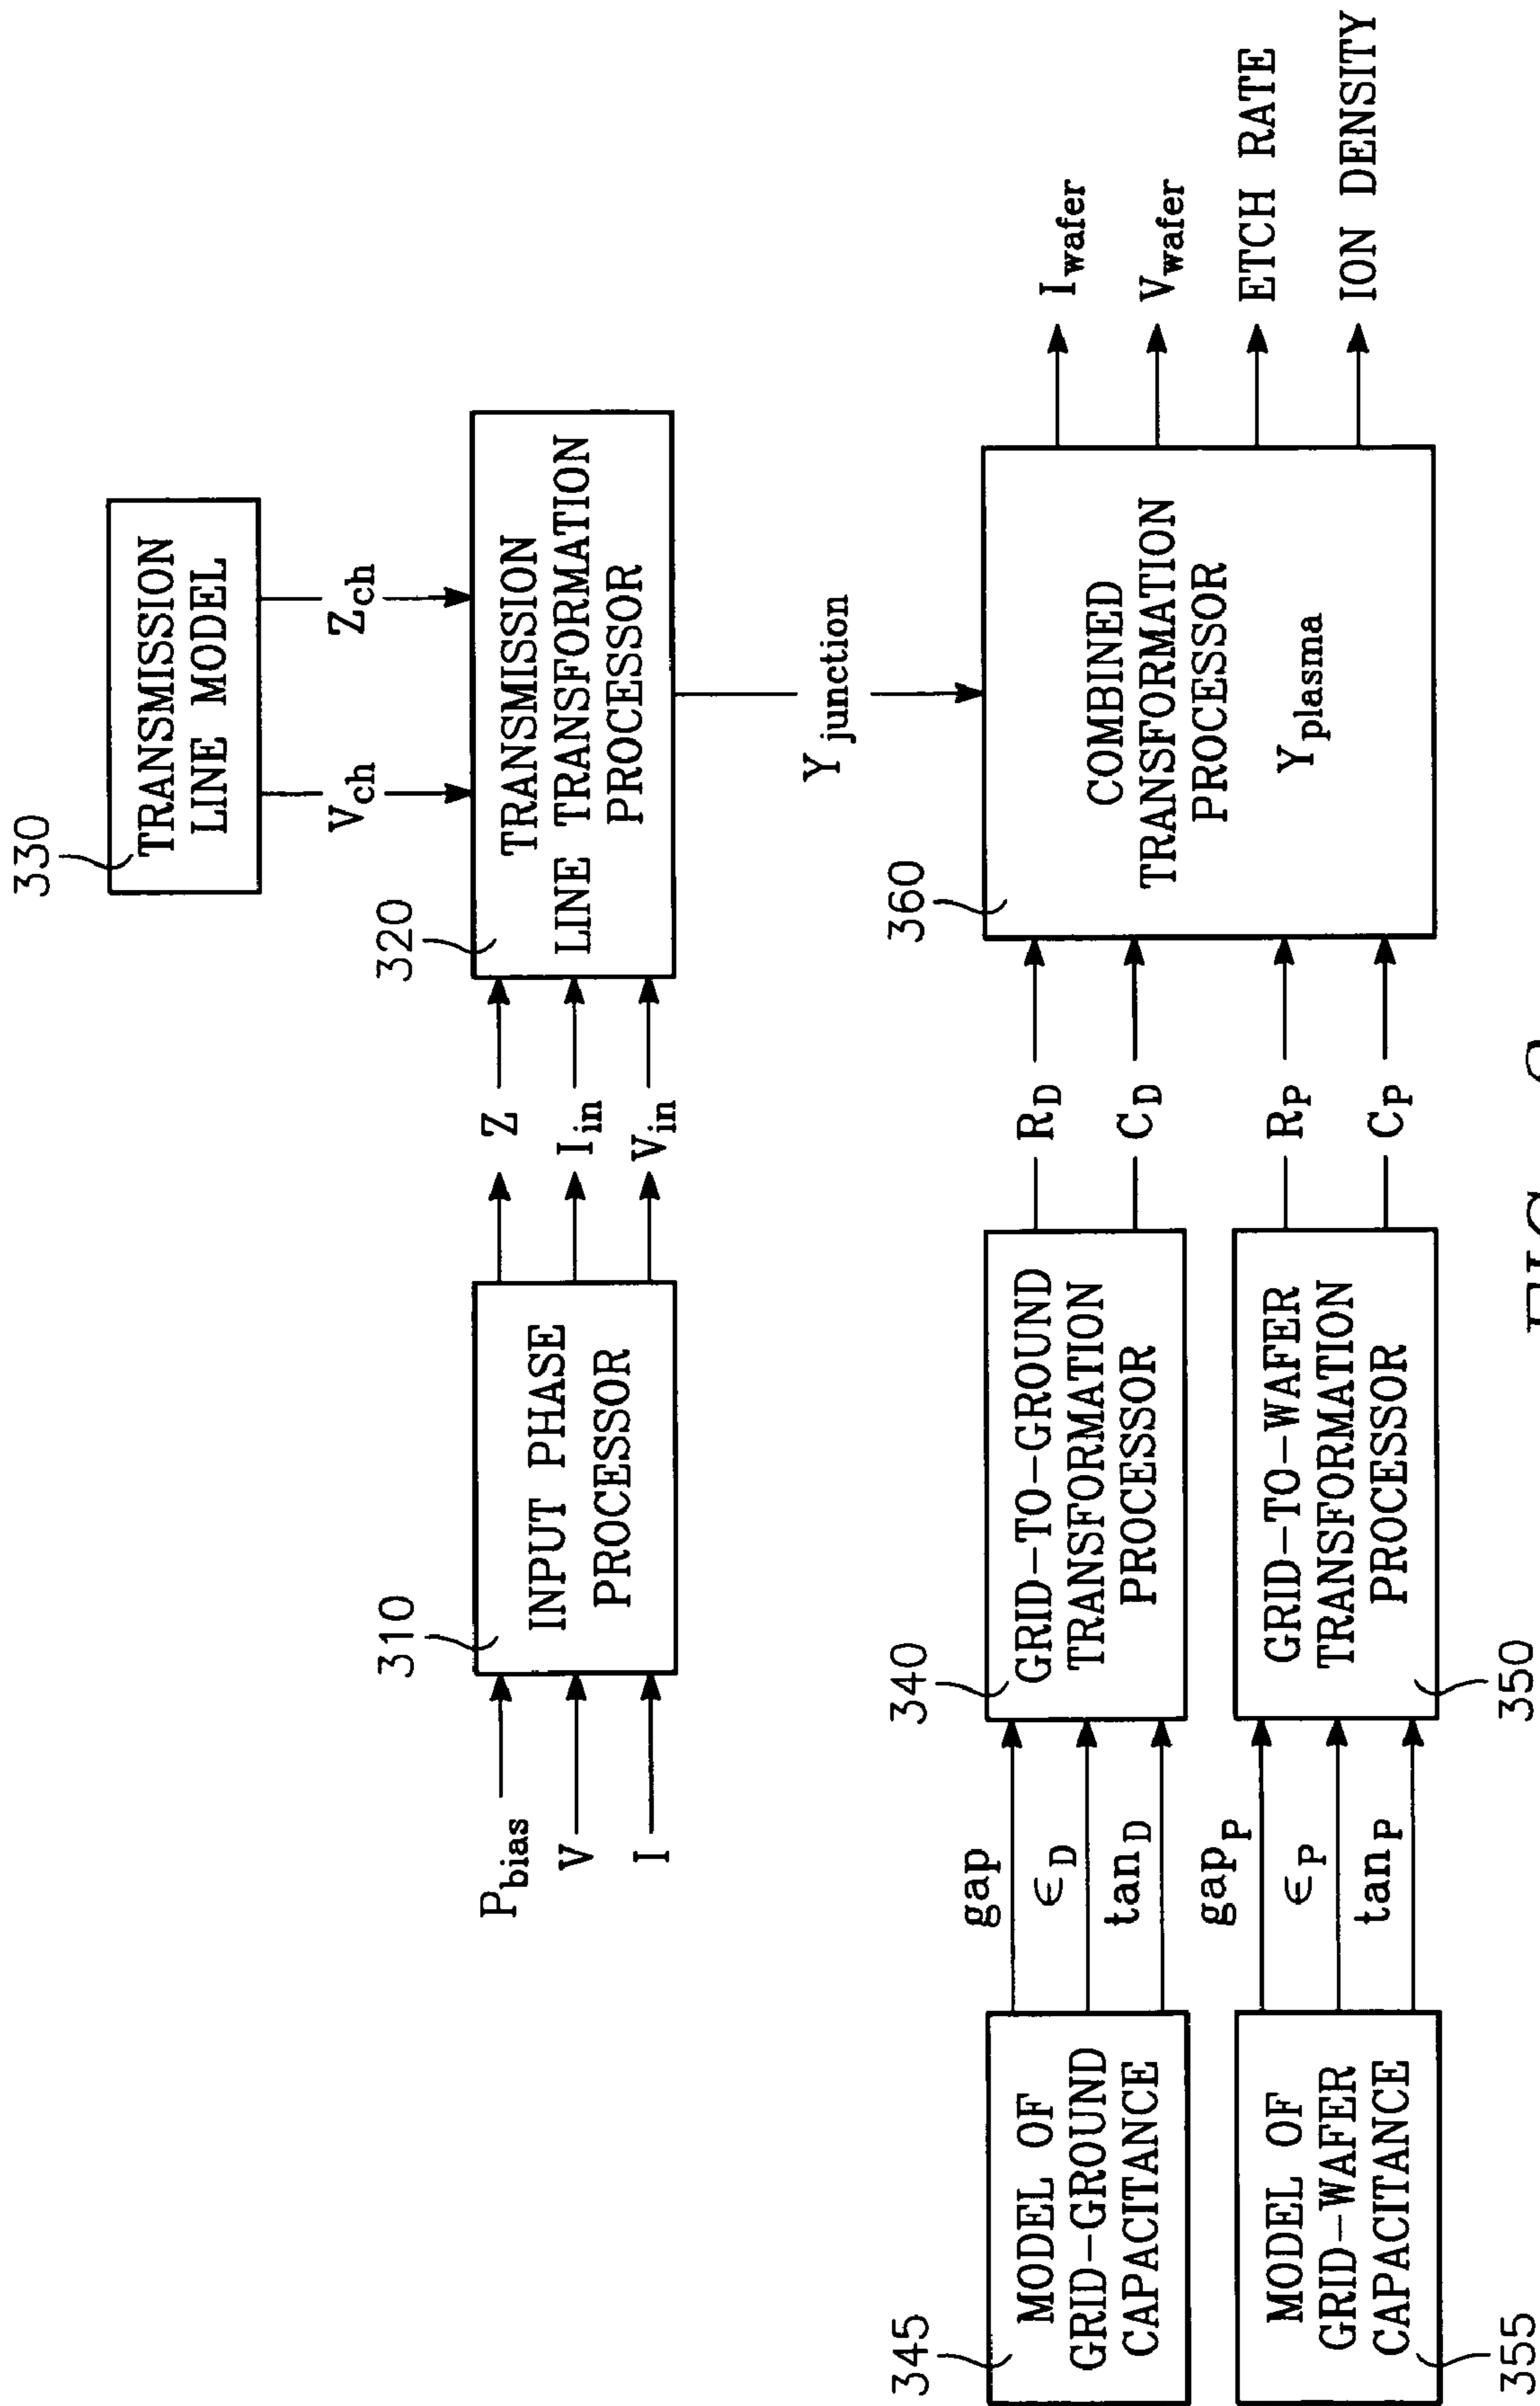 330
TRANSMISSION
LINE MODEL
Vch
Zch
310
320
Pbias
V
I
INPUT PHASE
PROCESSOR
Z
Iin
Vin
TRANSMISSION
LINE TRANSFORMATION
PROCESSOR
Yjunction
345
MODEL OF
GRID-GROUND
CAPACITANCE
gap
ϵD
tanD
340
GRID-TO-GROUND
TRANSFORMATION
PROCESSOR
RD
CD
360
COMBINED
TRANSFORMATION
PROCESSOR
Yplasma
Iwafer
Vwafer
ETCH RATE
ION DENSITY
MODEL OF
GRID-WAFER
CAPACITANCE
355
gapP
ϵP
tanP
GRID-TO-WAFER
TRANSFORMATION
PROCESSOR
350
RP
CP